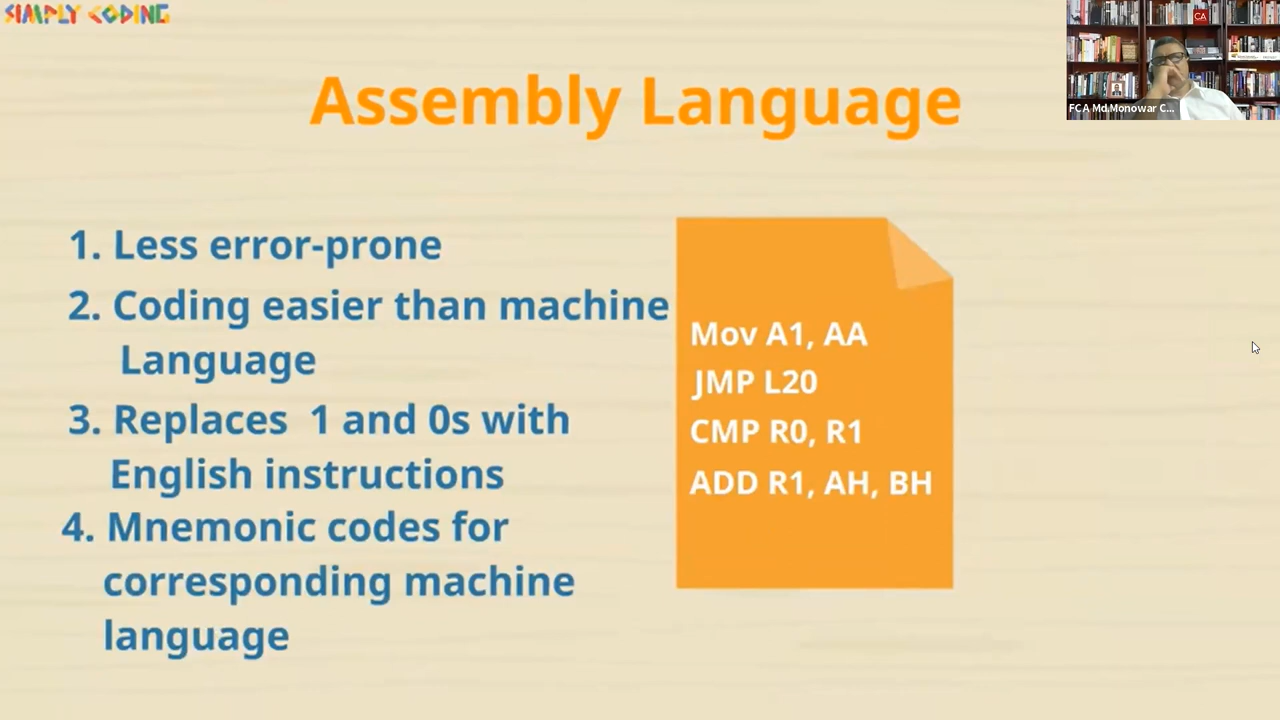 SIMPLY CODING
CA
FCA Md Monowar C...
Assembly Language
1. Less error-prone
2. Coding easier than machine
Language
3. Replaces 1 and 0s with
English instructions
4. Mnemonic codes for
corresponding machine
language
Mov A1, AA
JMP L20
CMP R0, R1
ADD R1, AH, BH